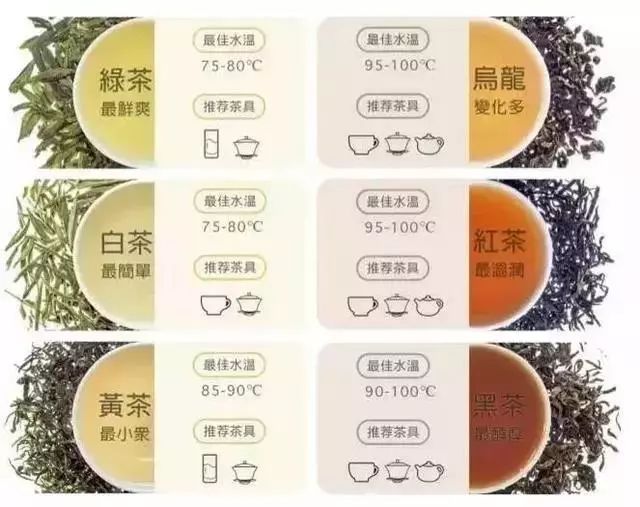 綠茶
最鮮爽
最佳水溫
75-80℃
推荐茶具
最佳水溫
95-100℃
推荐茶具
烏龍
變化多
白茶
最簡單
最佳水溫
75-80℃
推荐茶具
最佳水溫
95-100℃
推荐茶具
紅茶
最溫潤
黃茶
最小衆
最佳水溫
85-90℃
推荐茶具
最佳水溫
90-100℃
推荐茶具
黑茶
最醇厚